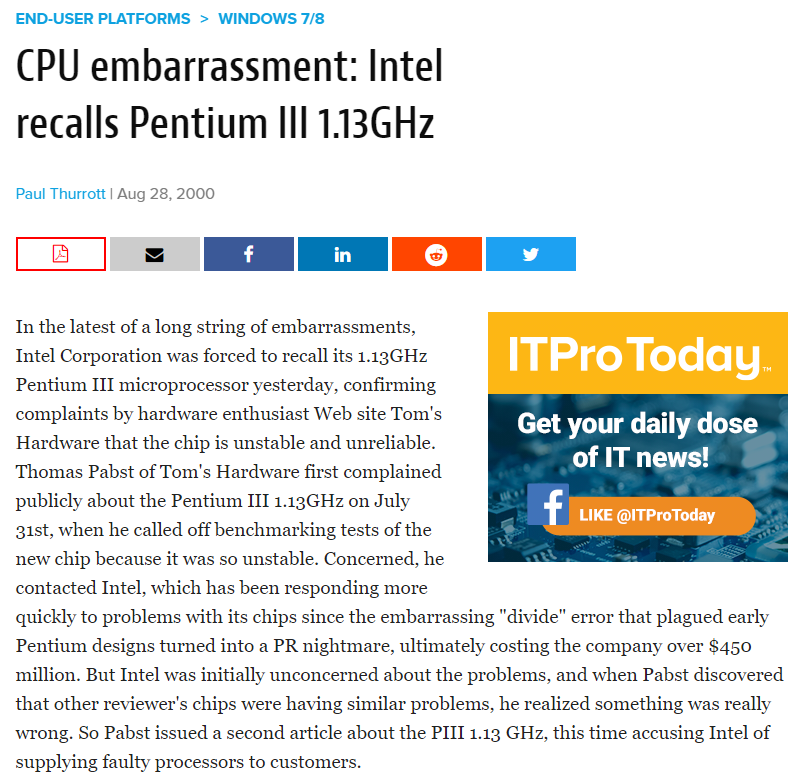 END-USER PLATFORMS > WINDOWS 7/8
CPU embarrassment: Intel
recalls Pentium III 1.13GHz
Paul Thurrott | Aug 28, 2000
In the latest of a long string of embarrassments,
Intel Corporation was forced to recall its 1.13GHz
Pentium III microprocessor yesterday, confirming
complaints by hardware enthusiast Web site Tom's
Hardware that the chip is unstable and unreliable.
Thomas Pabst of Tom's Hardware first complained
publicly about the Pentium III 1.13GHz on July
31st, when he called off benchmarking tests of the
new chip because it was so unstable. Concerned, he
contacted Intel, which has been responding more
quickly to problems with its chips since the embarrassing "divide" error that plagued early
Pentium designs turned into a PR nightmare, ultimately costing the company over $450
million. But Intel was initially unconcerned about the problems, and when Pabst discovered
that other reviewer's chips were having similar problems, he realized something was really
wrong. So Pabst issued a second article about the PIII 1.13 GHz, this time accusing Intel of
supplying faulty processors to customers.
ITPro Today™
Get your daily dose
of IT news!
f LIKE @ITProToday